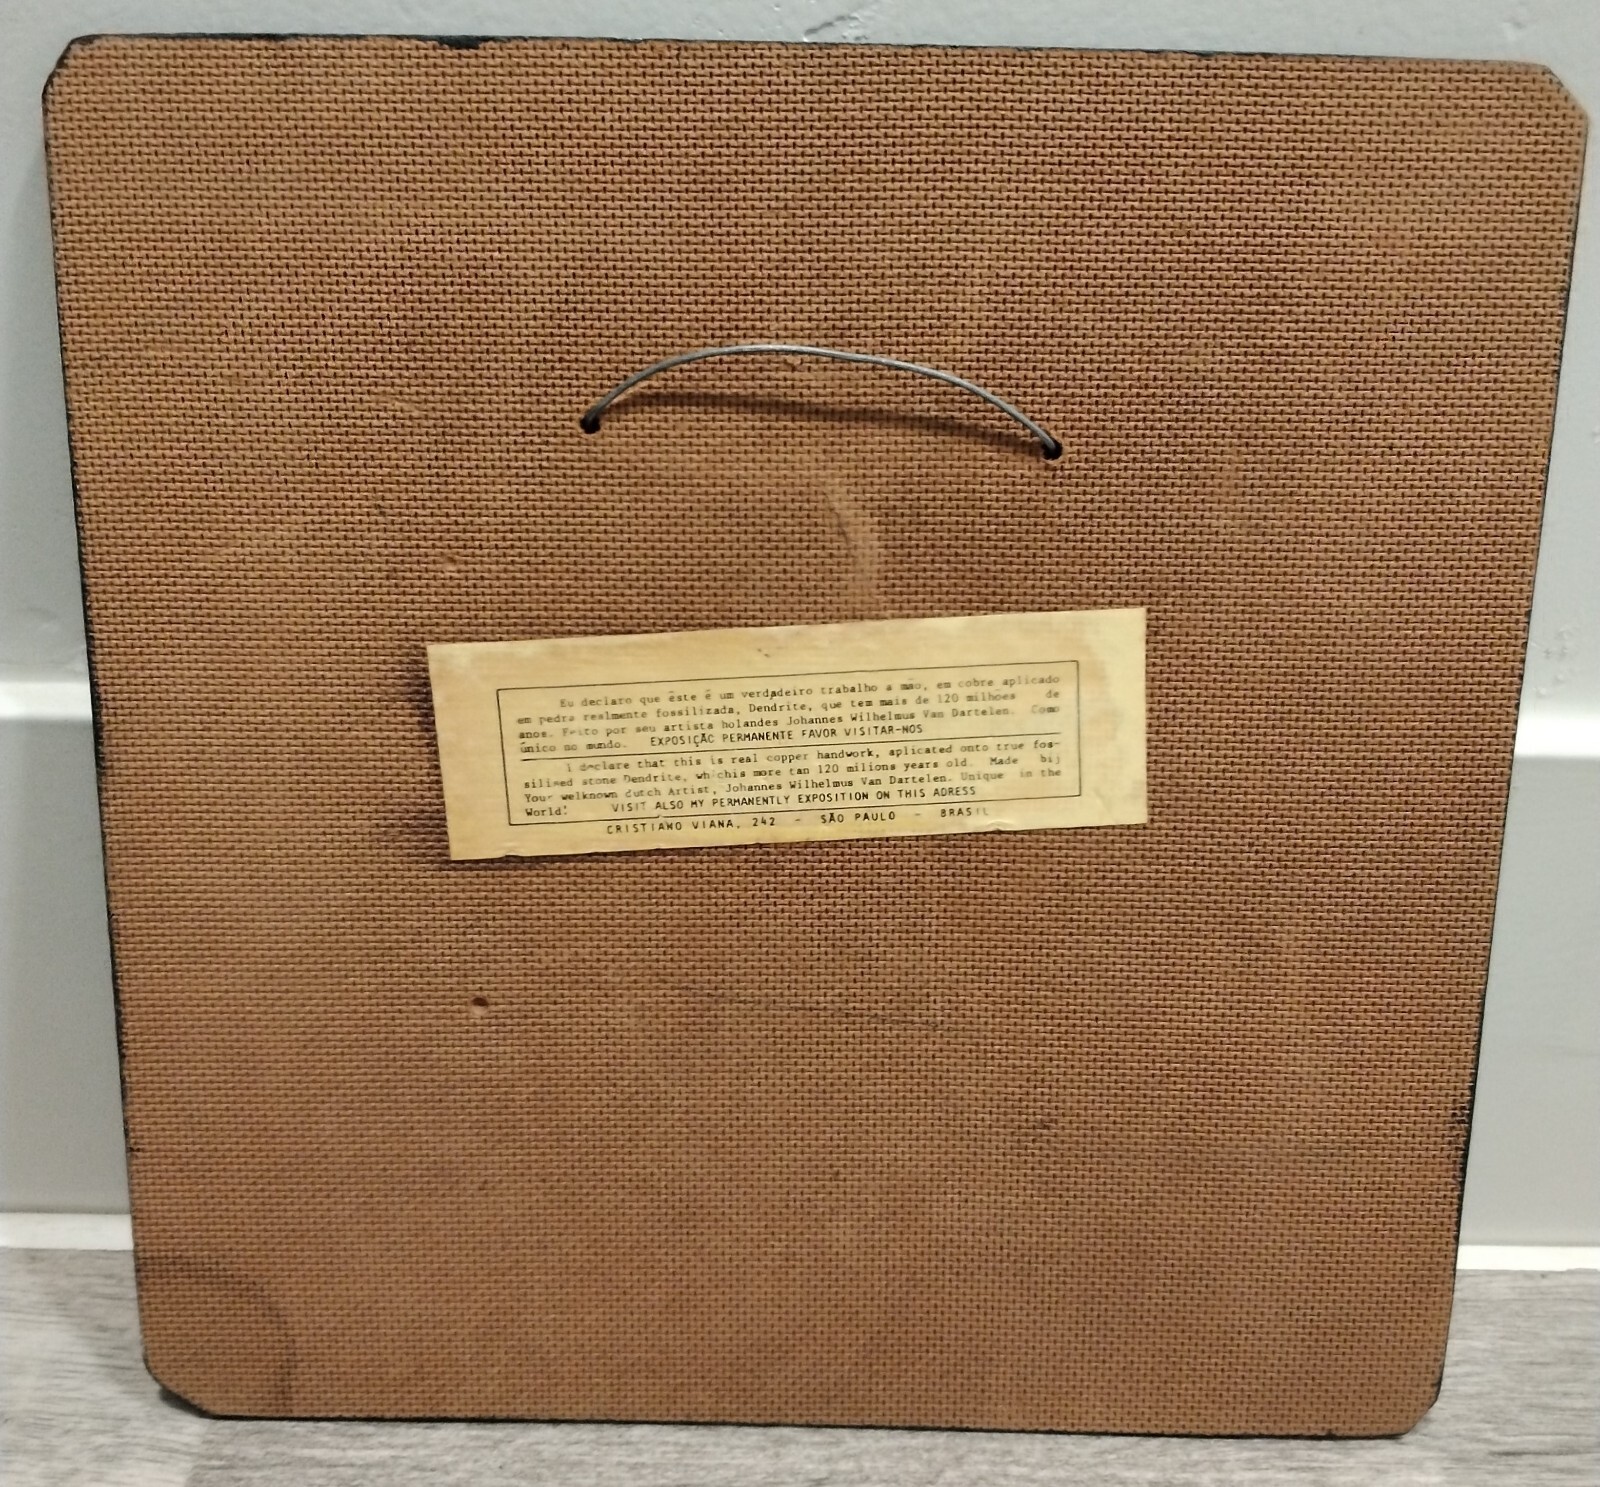 Eu declaro que êste é um verdadeiro trabalho a mão, em cobre aplicado
em pedra realmente fossilizada, Dendrite, que tem mais de 120 milhoes de
anos. Feito por seu artista holandes Johannes Wilhelmus Van Dartelen. Como
único no mundo. EXPOSIÇÃO PERMANENTE FAVOR VISITAR-NOS
I declare that this is real copper handwork, aplicated onto true fos-
silised stone Dendrite, whichis more tan 120 milions years old. Made bij
Your welknown dutch Artist, Johannes Wilhelmus Van Dartelen. Unique in the
World! VISIT ALSO MY PERMANENTLY EXPOSITION ON THIS ADRESS
CRISTIANO VIANA, 242 - SÃO PAULO - BRASIL